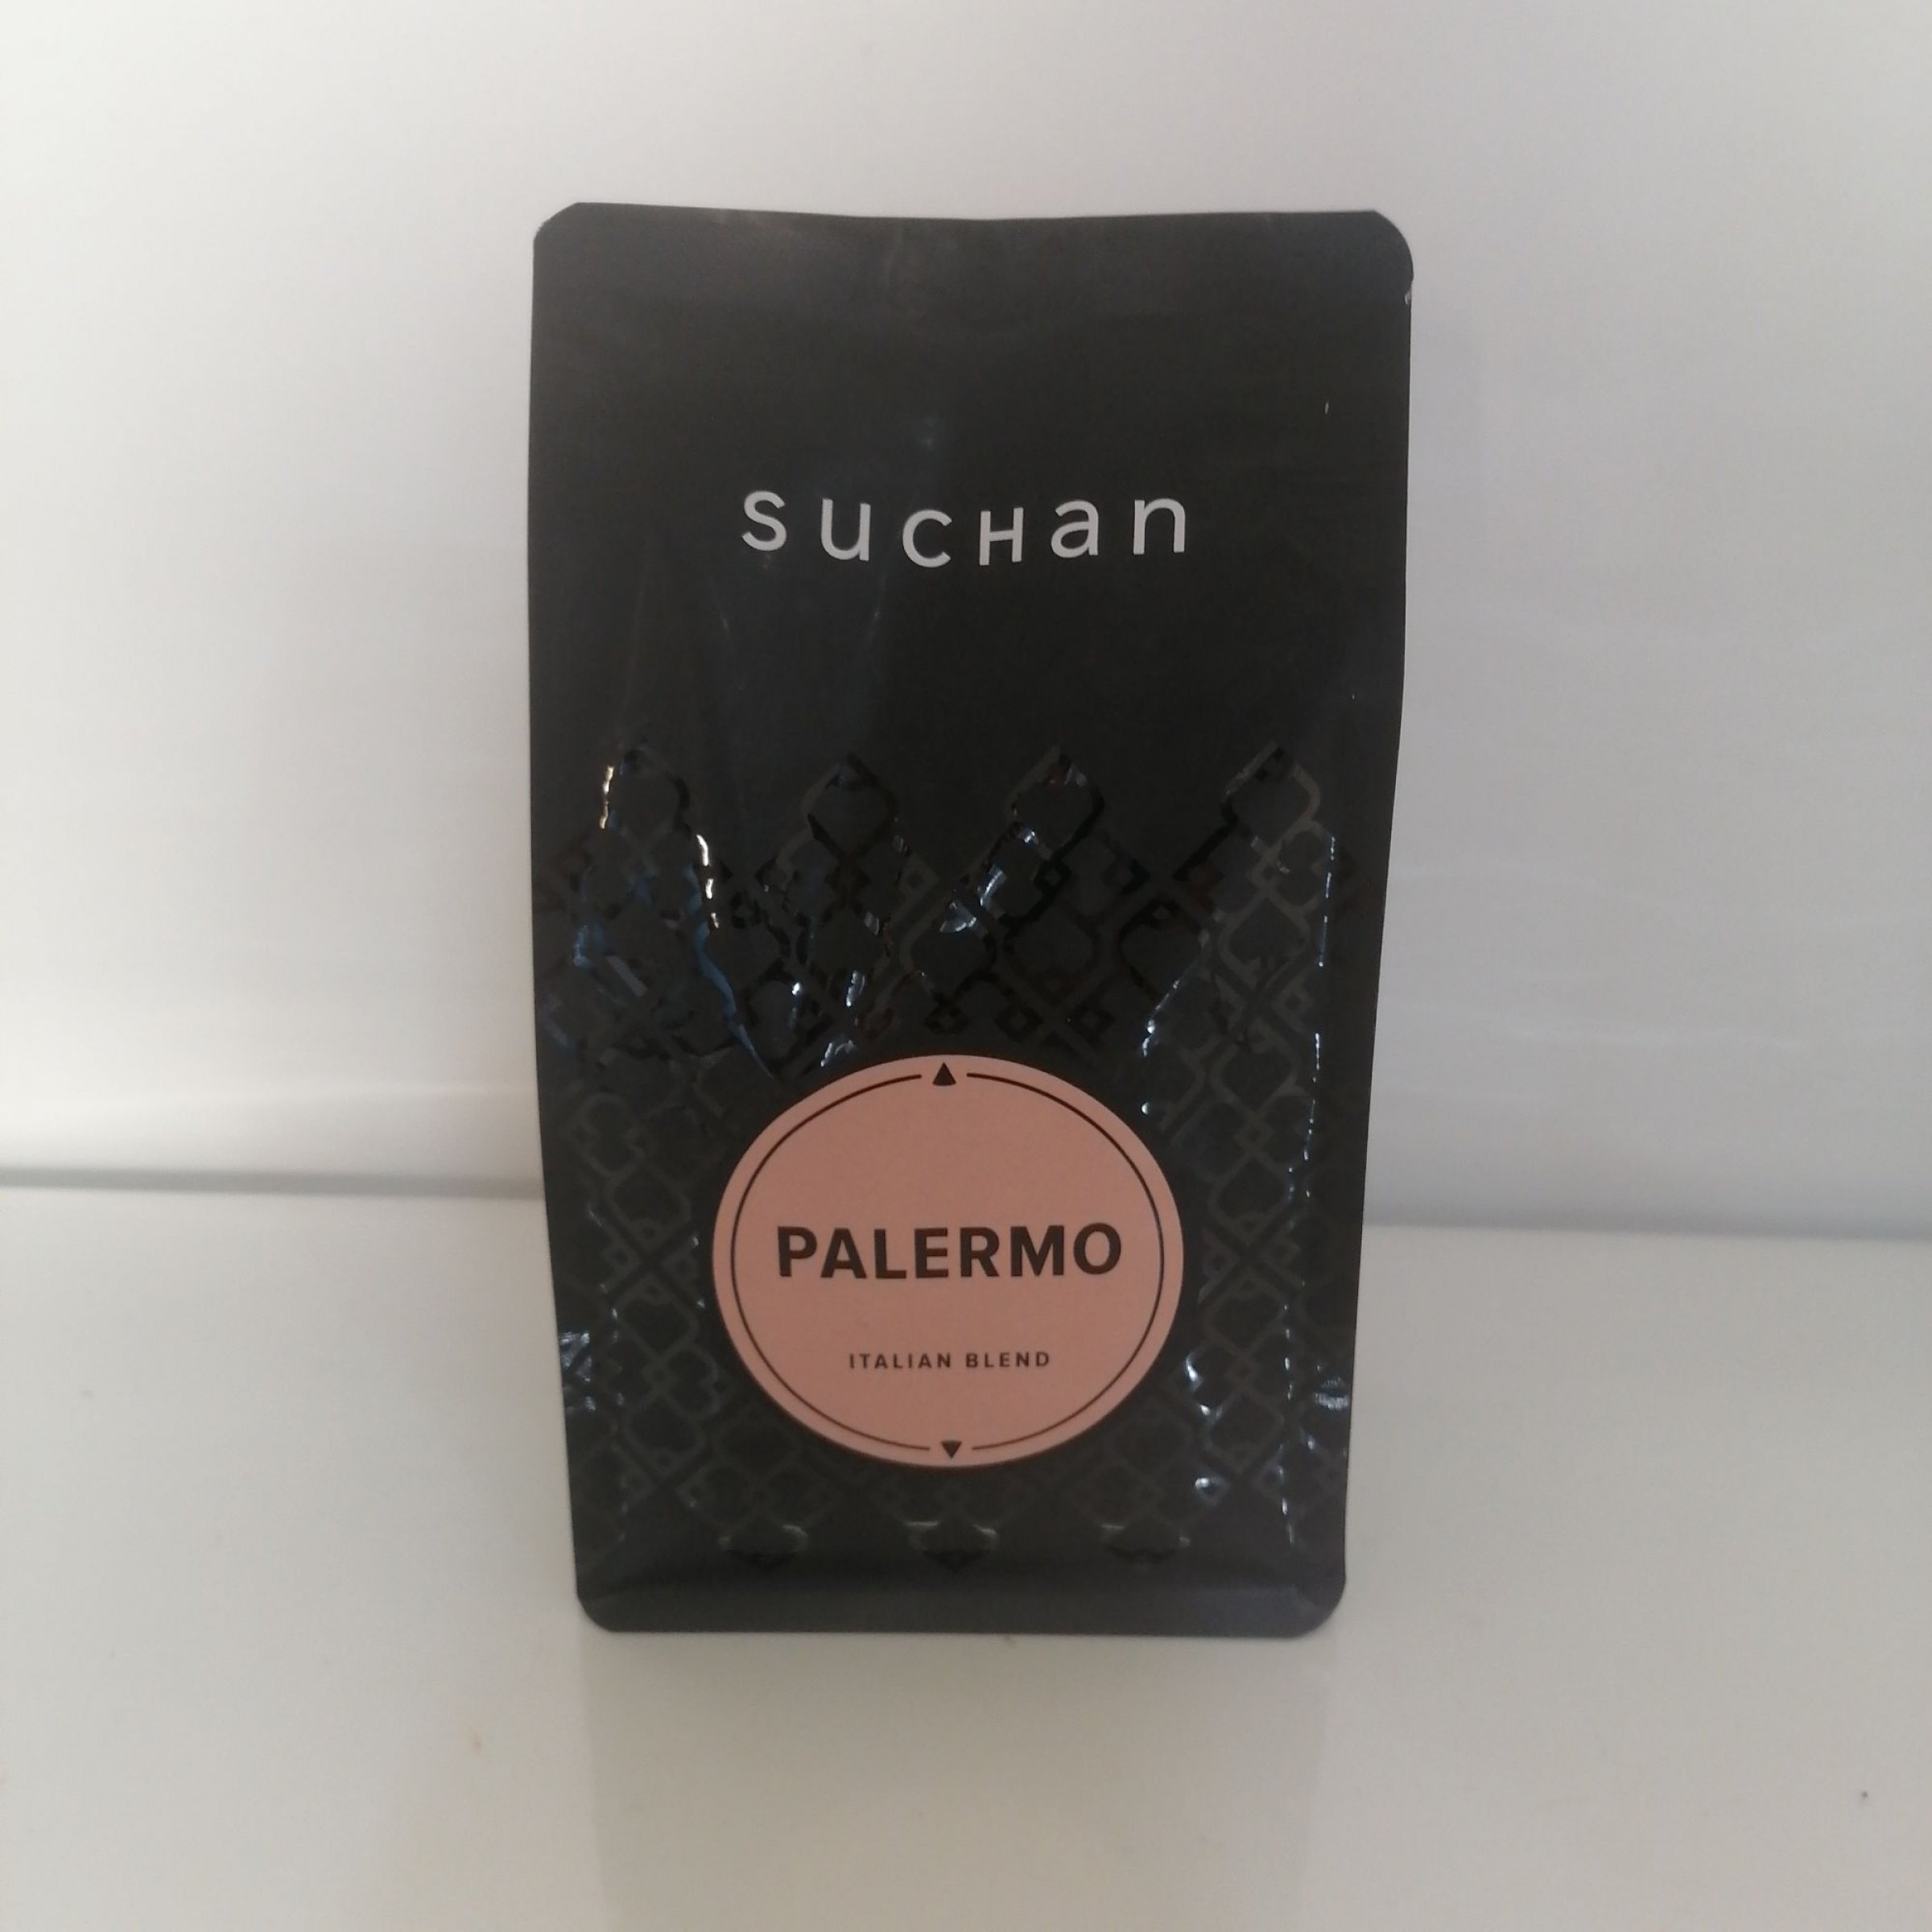 suchan
PALERMO
ITALIAN BLEND